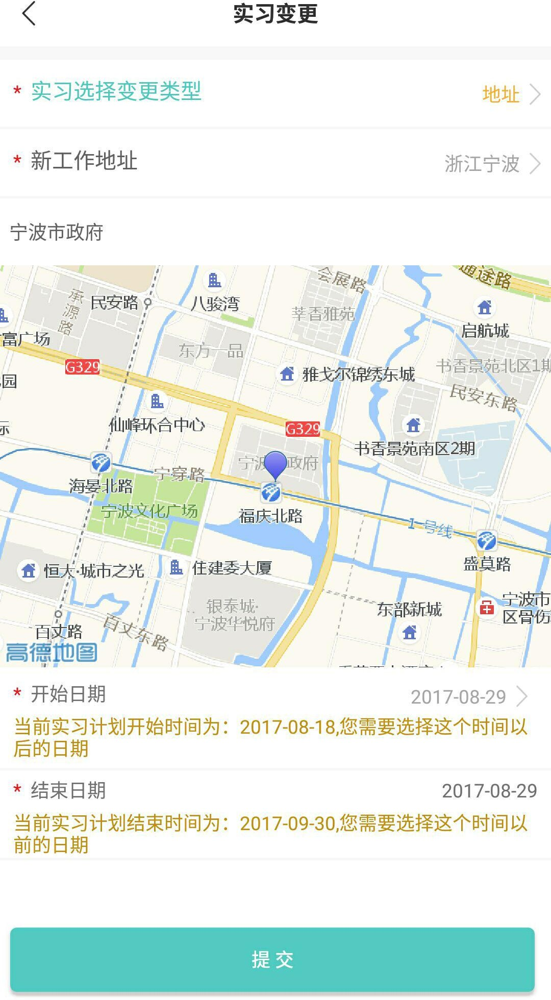 实习变更
* 实习选择变更类型
地址
* 新工作地址
浙江宁波
宁波市政府
通途路
会展路
承源路
民安路
八骏湾
莘香雅苑
启航城
富广场
东方一品
G329
雅戈尔锦绣东城
书香景苑北区1期
园
民安东路
仙峰环合中心
G329
书香景苑南区2期
宁波 政府
宁穿路
海晏北路
宁波文化广场
福庆北路
1号线
盛莫路
恒大·城市之光
住建委大厦
银泰城·
宁波华悦府
东部新城
宁波市
区骨伤
百丈路
百丈东路
高德地图
* 开始日期
2017-08-29
当前实习计划开始时间为：2017-08-18,您需要选择这个时间以
后的日期
* 结束日期
2017-08-29
当前实习计划结束时间为：2017-09-30,您需要选择这个时间以
前的日期
提交